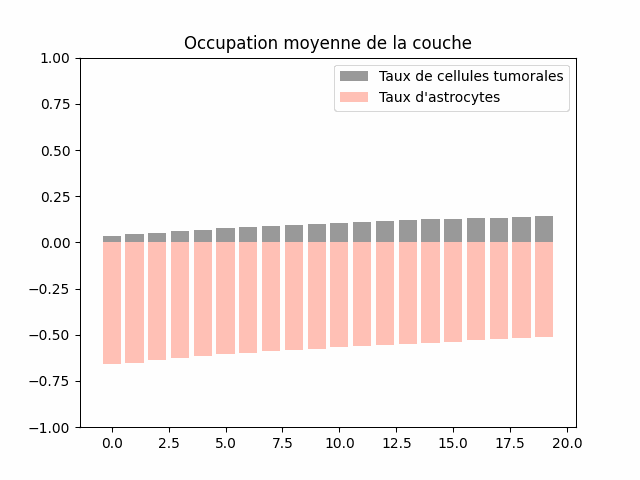 Occupation moyenne de la couche
Taux de cellules tumorales
Taux d'astrocytes
1.00
0.75
0.50
0.25
0.00
−0.25
−0.50
−0.75
−1.00
0.0 2.5 5.0 7.5 10.0 12.5 15.0 17.5 20.0